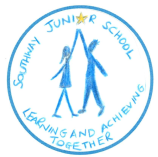 SOUTHWAY JUNIOR SCHOOL
LEARNING AND ACHIEVING
TOGETHER